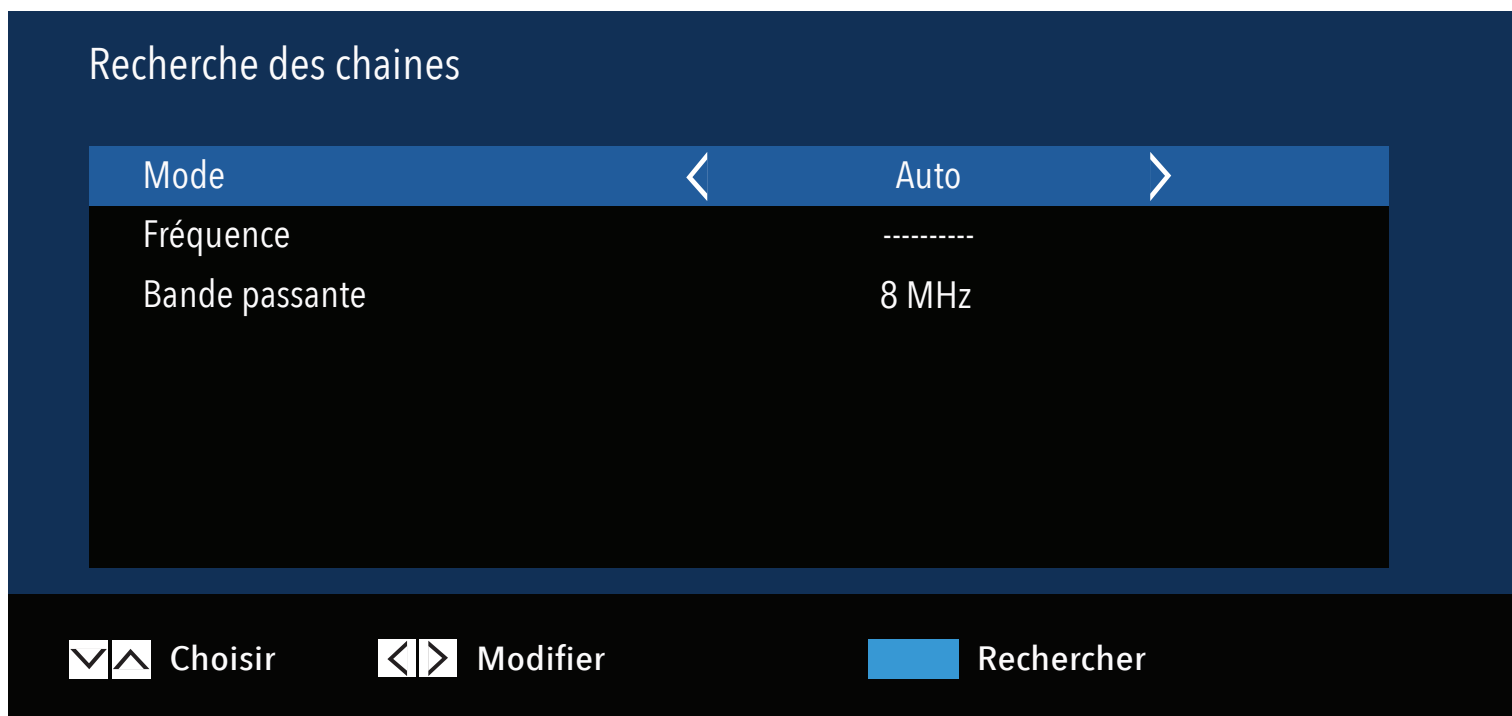 Recherche des chaines
Mode Auto
Fréquence ----------
Bande passante 8 MHz
Choisir Modifier Rechercher